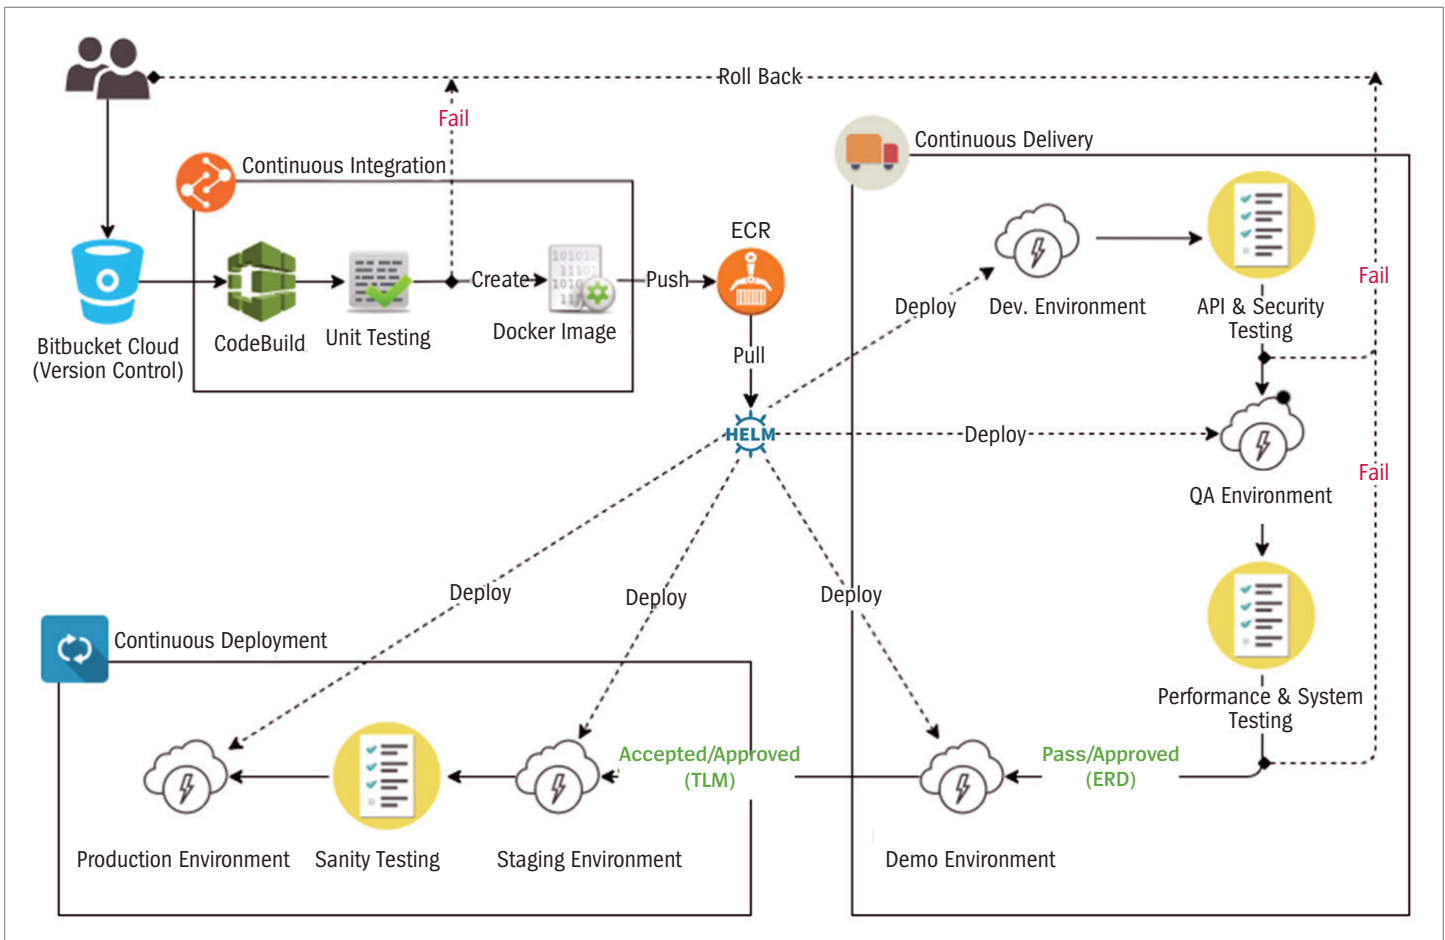 Roll Back
Fail
Continuous Delivery
Continuous Integration
ECR
101010
11101
Create
Push
Fail
Deploy
Dev. Environment
API & Security
Testing
Unit Testing
Docker Image
CodeBuild
Bitbucket Cloud
(Version Control)
Pull
HELM
Deploy
Fail
QA Environment
Deploy
Deploy
Deploy
Continuous Deployment
Performance & System
Testing
Accepted/Approved
(TLM)
Pass/Approved
(ERD)
Production Environment
Sanity Testing
Staging Environment
Demo Environment